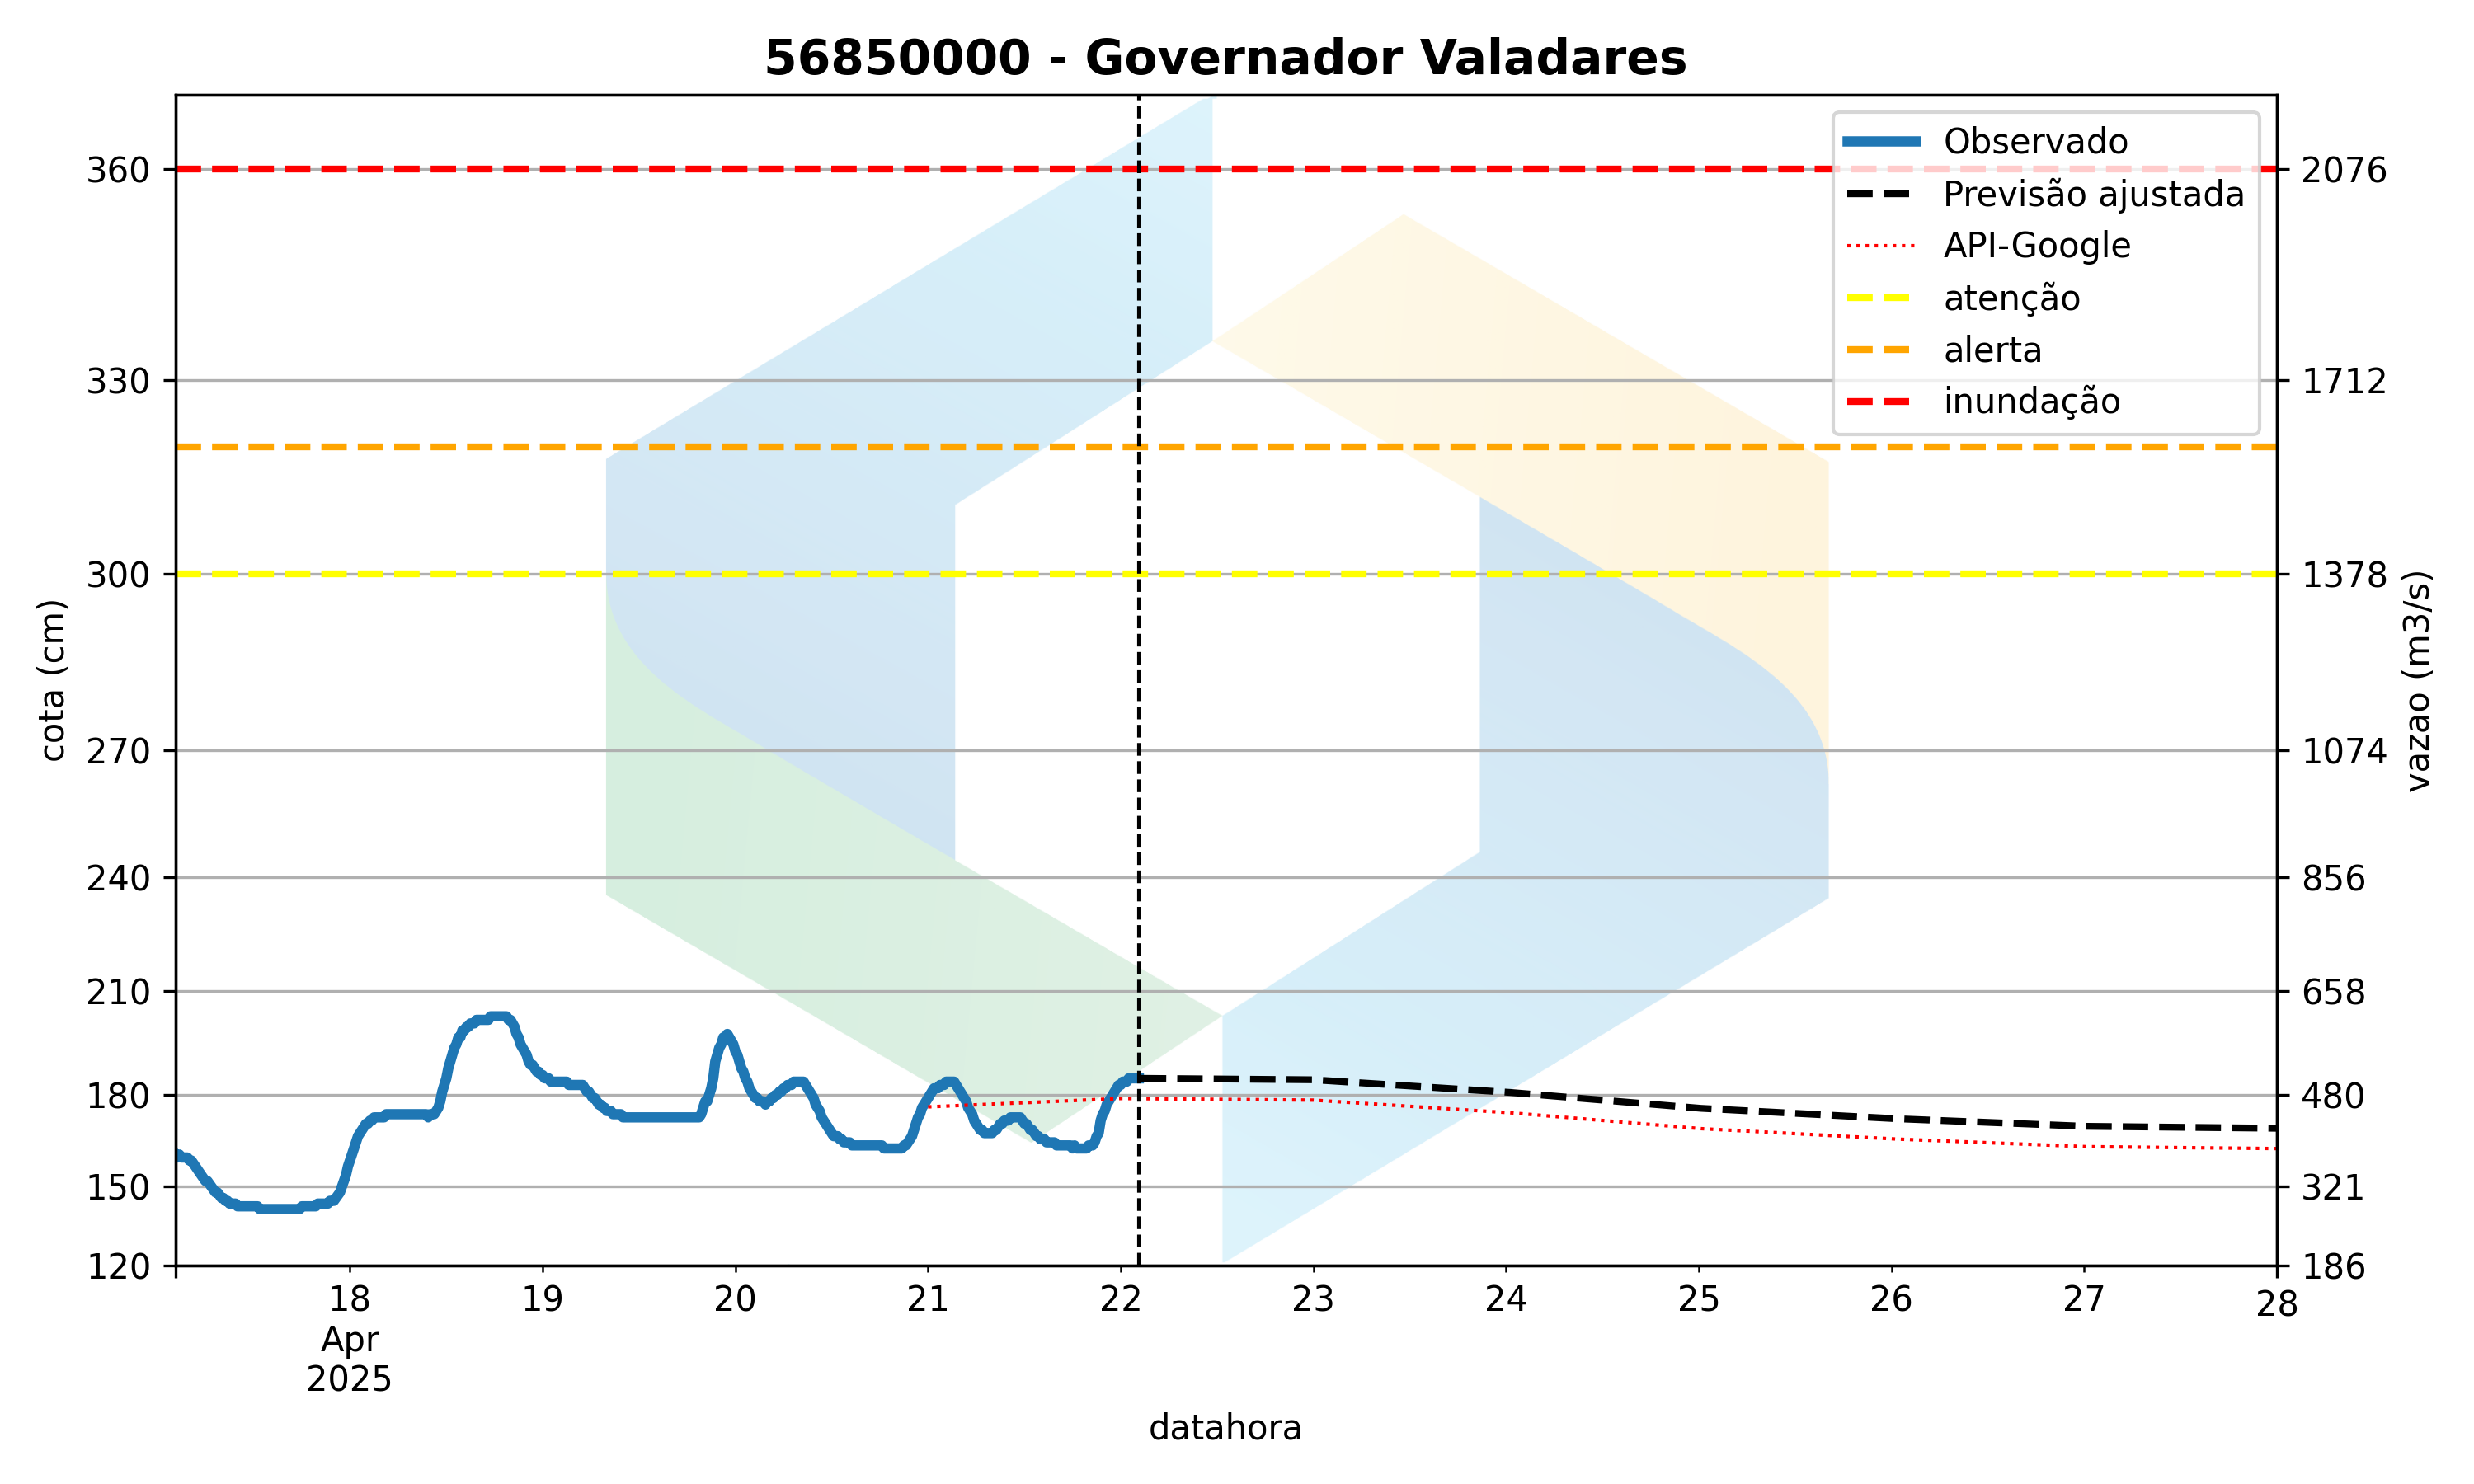 56850000 - Governador Valadares
Observado
Previsão ajustada
API-Google
atenção
alerta
inundação
cota (cm)
360
330
300
270
240
210
180
150
120
2076
1712
1378
1074
856
658
480
321
186
vazao (m3/s)
18 19 20 21 22 23 24 25 26 27 28
Apr
2025
datahora